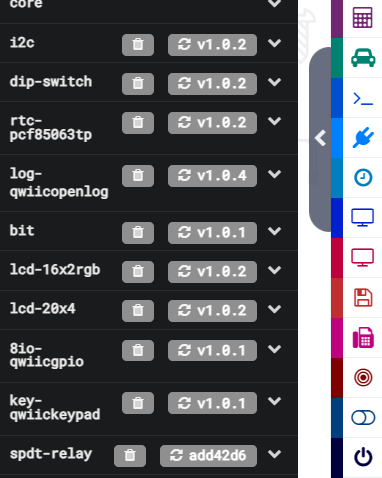 core
i2c v1.0.2
dip-switch v1.0.2
rtc-
pcf85063tp v1.0.2
log-
qwiicopenlog v1.0.4
bit v1.0.1
lcd-16x2rgb v1.0.2
lcd-20x4 v1.0.2
8io-
qwiicgpio v1.0.1
key-
qwiickeypad v1.0.1
spdt-relay add42d6